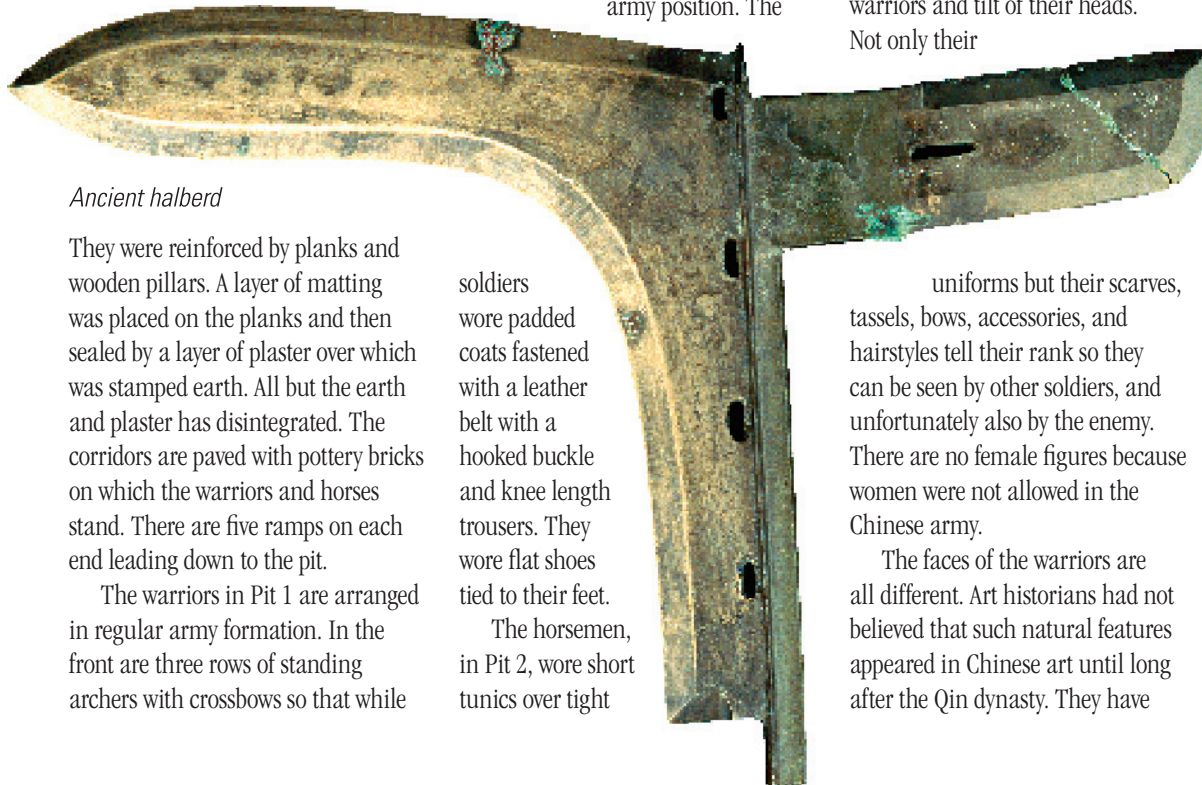 Ancient halberd
They were reinforced by planks and
wooden pillars. A layer of matting
was placed on the planks and then
sealed by a layer of plaster over which
was stamped earth. All but the earth
and plaster has disintegrated. The
corridors are paved with pottery bricks
on which the warriors and horses
stand. There are five ramps on each
end leading down to the pit.
The warriors in Pit 1 are arranged
in regular army formation. In the
front are three rows of standing
archers with crossbows so that while
army position. The
soldiers
wore padded
coats fastened
with a leather
belt with a
hooked buckle
and knee length
trousers. They
wore flat shoes
tied to their feet.
The horsemen,
in Pit 2, wore short
tunics over tight
warriors and tilt of their heads.
Not only their
uniforms but their scarves,
tassels, bows, accessories, and
hairstyles tell their rank so they
can be seen by other soldiers, and
unfortunately also by the enemy.
There are no female figures because
women were not allowed in the
Chinese army.
The faces of the warriors are
all different. Art historians had not
believed that such natural features
appeared in Chinese art until long
after the Qin dynasty. They have